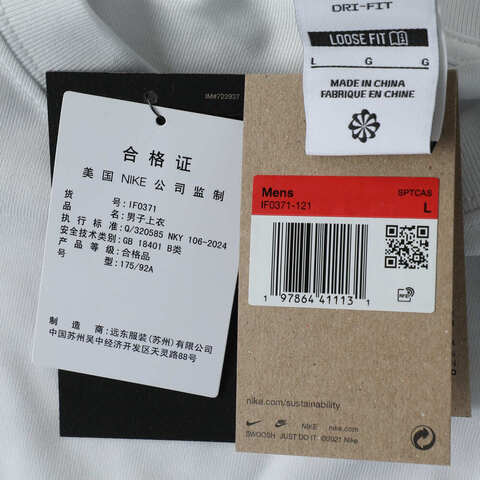 DRI-FIT
LOOSE FIT
L G G
MADE IN CHINA
FABRIQUE EN CHINE
IM#722937
合格证
美国 NIKE 公司监制
货号: IF0371
品名: 男子上衣
执行标准: Q/320585 NKY 106-2024
安全技术类别: GB 18401 B类
产品等级: 合格品
型号: 175/92A
制造商: 远东服装(苏州)有限公司
中国苏州吴中经济开发区天灵路88号
Mens SPTCAS
IF0371-121 L
1 97864 41113 1
nike.com/sustainability
NIKE nike.com
SWOOSH JUST DO IT ©2021 Nike